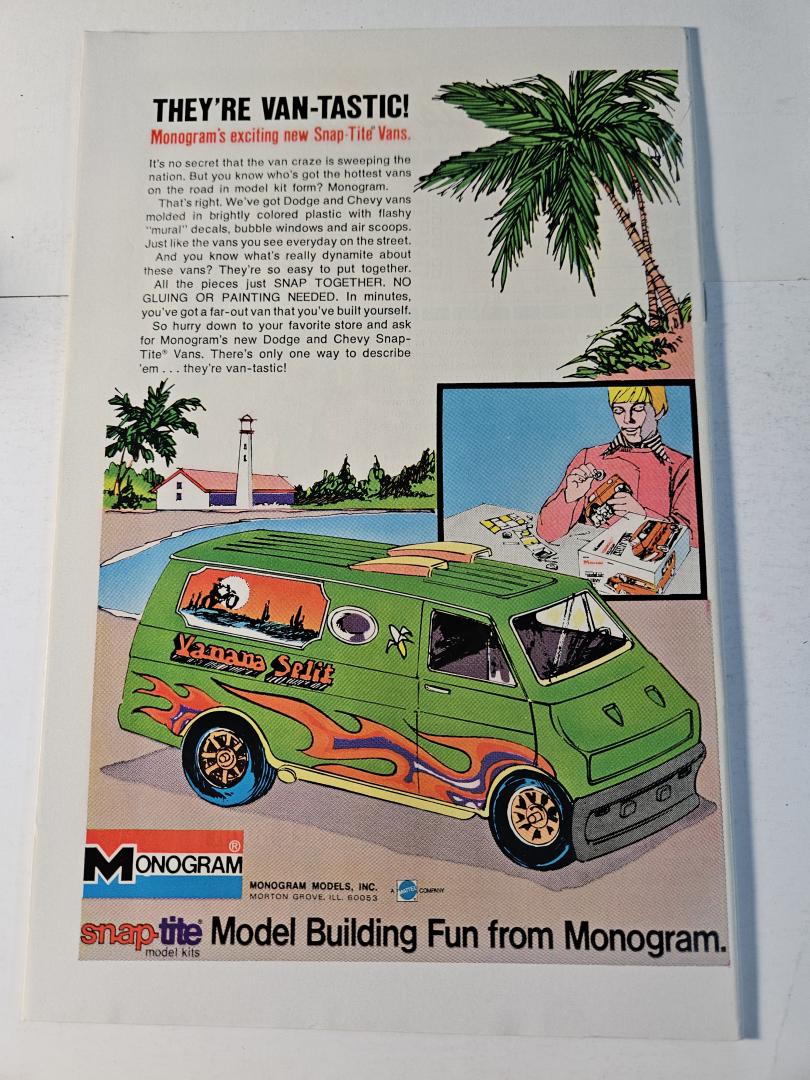 THEY'RE VAN-TASTIC!
Monogram's exciting new Snap-Tite® Vans.
It's no secret that the van craze is sweeping the
nation. But you know who's got the hottest vans
on the road in model kit form? Monogram.
That's right. We've got Dodge and Chevy vans
molded in brightly colored plastic with flashy
"mural" decals, bubble windows and air scoops.
Just like the vans you see everyday on the street.
And you know what's really dynamite about
these vans? They're so easy to put together.
All the pieces just SNAP TOGETHER. NO
GLUING OR PAINTING NEEDED. In minutes,
you've got a far-out van that you've built yourself.
So hurry down to your favorite store and ask
for Monogram's new Dodge and Chevy Snap-
Tite® Vans. There's only one way to describe
'em . . . they're van-tastic!
Vanana Split
MONOGRAM®
MONOGRAM MODELS, INC.
MORTON GROVE, ILL. 60053
A MATTEL COMPANY
snap-tite® Model Building Fun from Monogram.
model kits